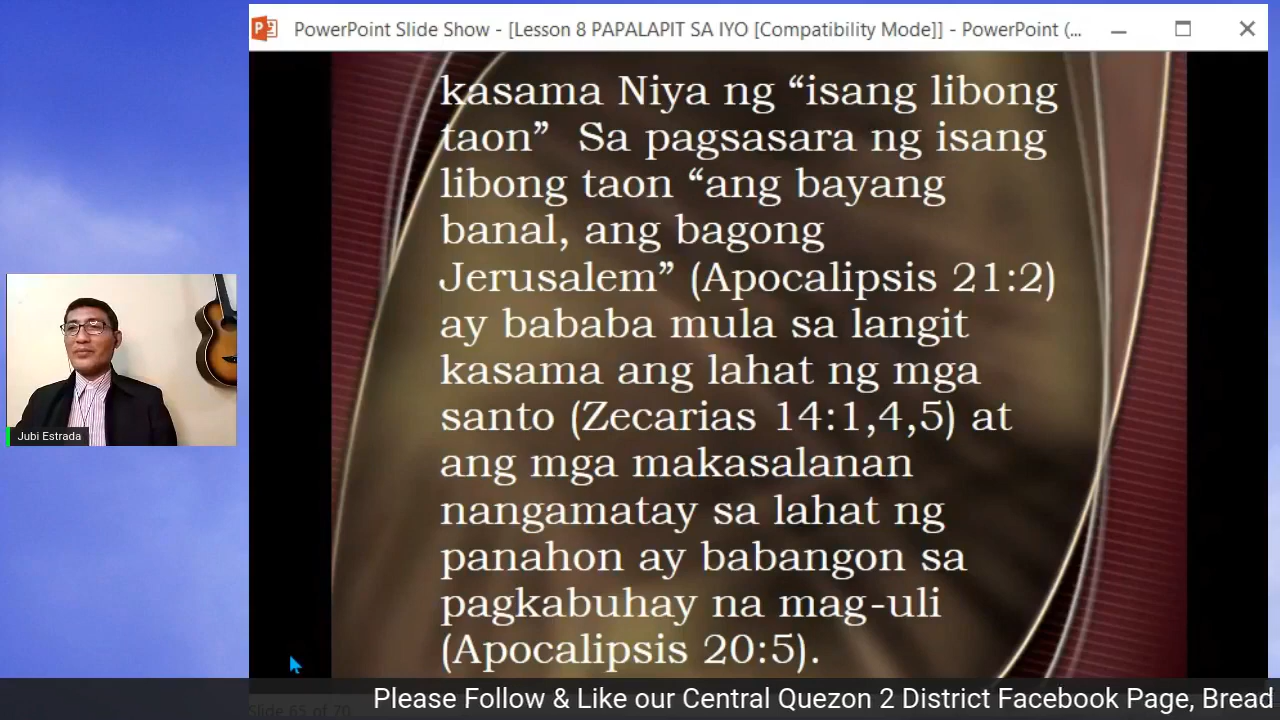 PowerPoint Slide Show - [Lesson 8 PAPALAPIT SA IYO [Compatibility Mode]] - PowerPoint (...
kasama Niya ng “isang libong
taon”  Sa pagsasara ng isang
libong taon “ang bayang
banal, ang bagong
Jerusalem” (Apocalipsis 21:2)
ay bababa mula sa langit
kasama ang lahat ng mga
santo (Zecarias 14:1,4,5) at
ang mga makasalanan
nangamatay sa lahat ng
panahon ay babangon sa
pagkabuhay na mag-uli
(Apocalipsis 20:5).
Jubi Estrada
Slide 65 of 70
Please Follow & Like our Central Quezon 2 District Facebook Page, Bread